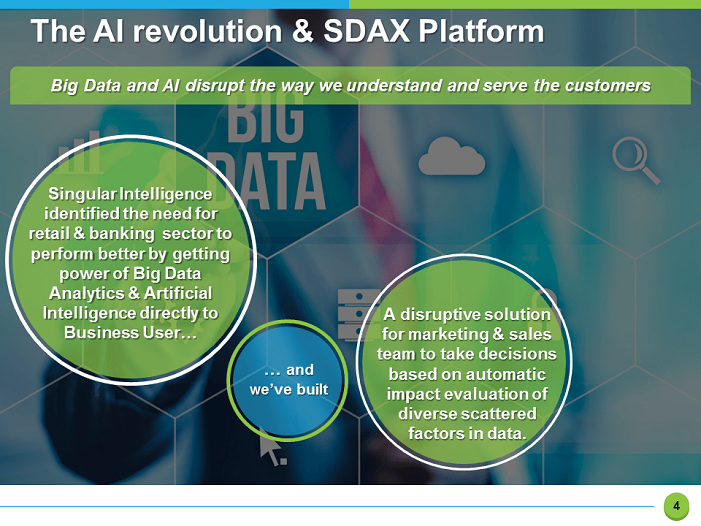 The AI revolution & SDAX Platform
Big Data and AI disrupt the way we understand and serve the customers
BIG
DATA
Singular Intelligence
identified the need for
retail & banking sector to
perform better by getting
power of Big Data
Analytics & Artificial
Intelligence directly to
Business User…
… and
we've built
A disruptive solution
for marketing & sales
team to take decisions
based on automatic
impact evaluation of
diverse scattered
factors in data.
4